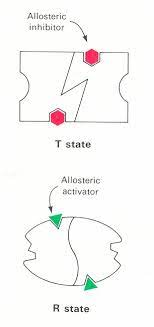 Allosteric
inhibitor
T state
Allosteric
activator
R state